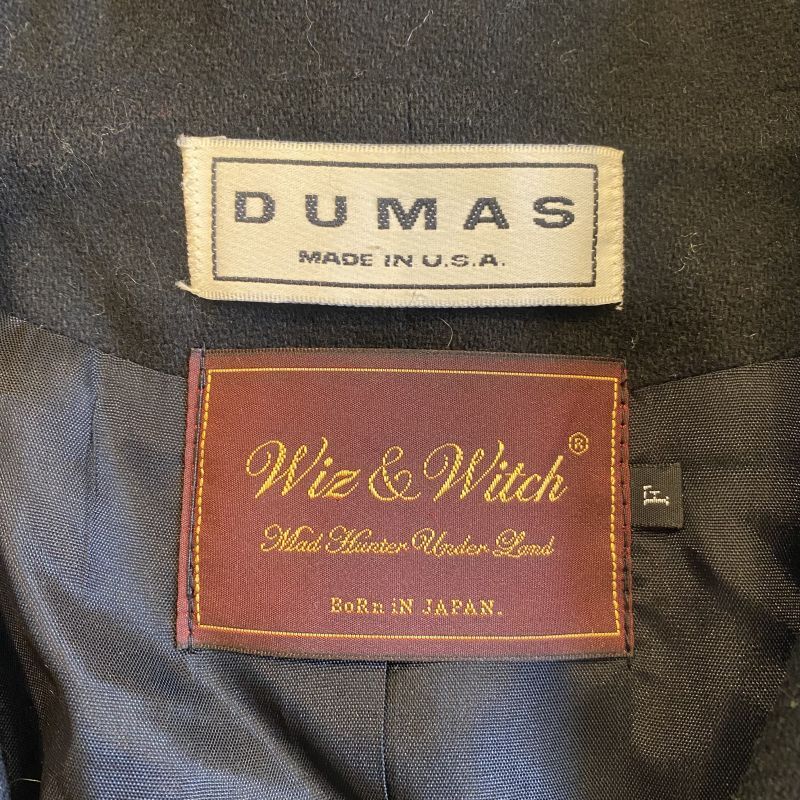 DUMAS
MADE IN U.S.A.
Wiz & Witch®
Mad Hunter Under Land
BoRn iN JAPAN.
F